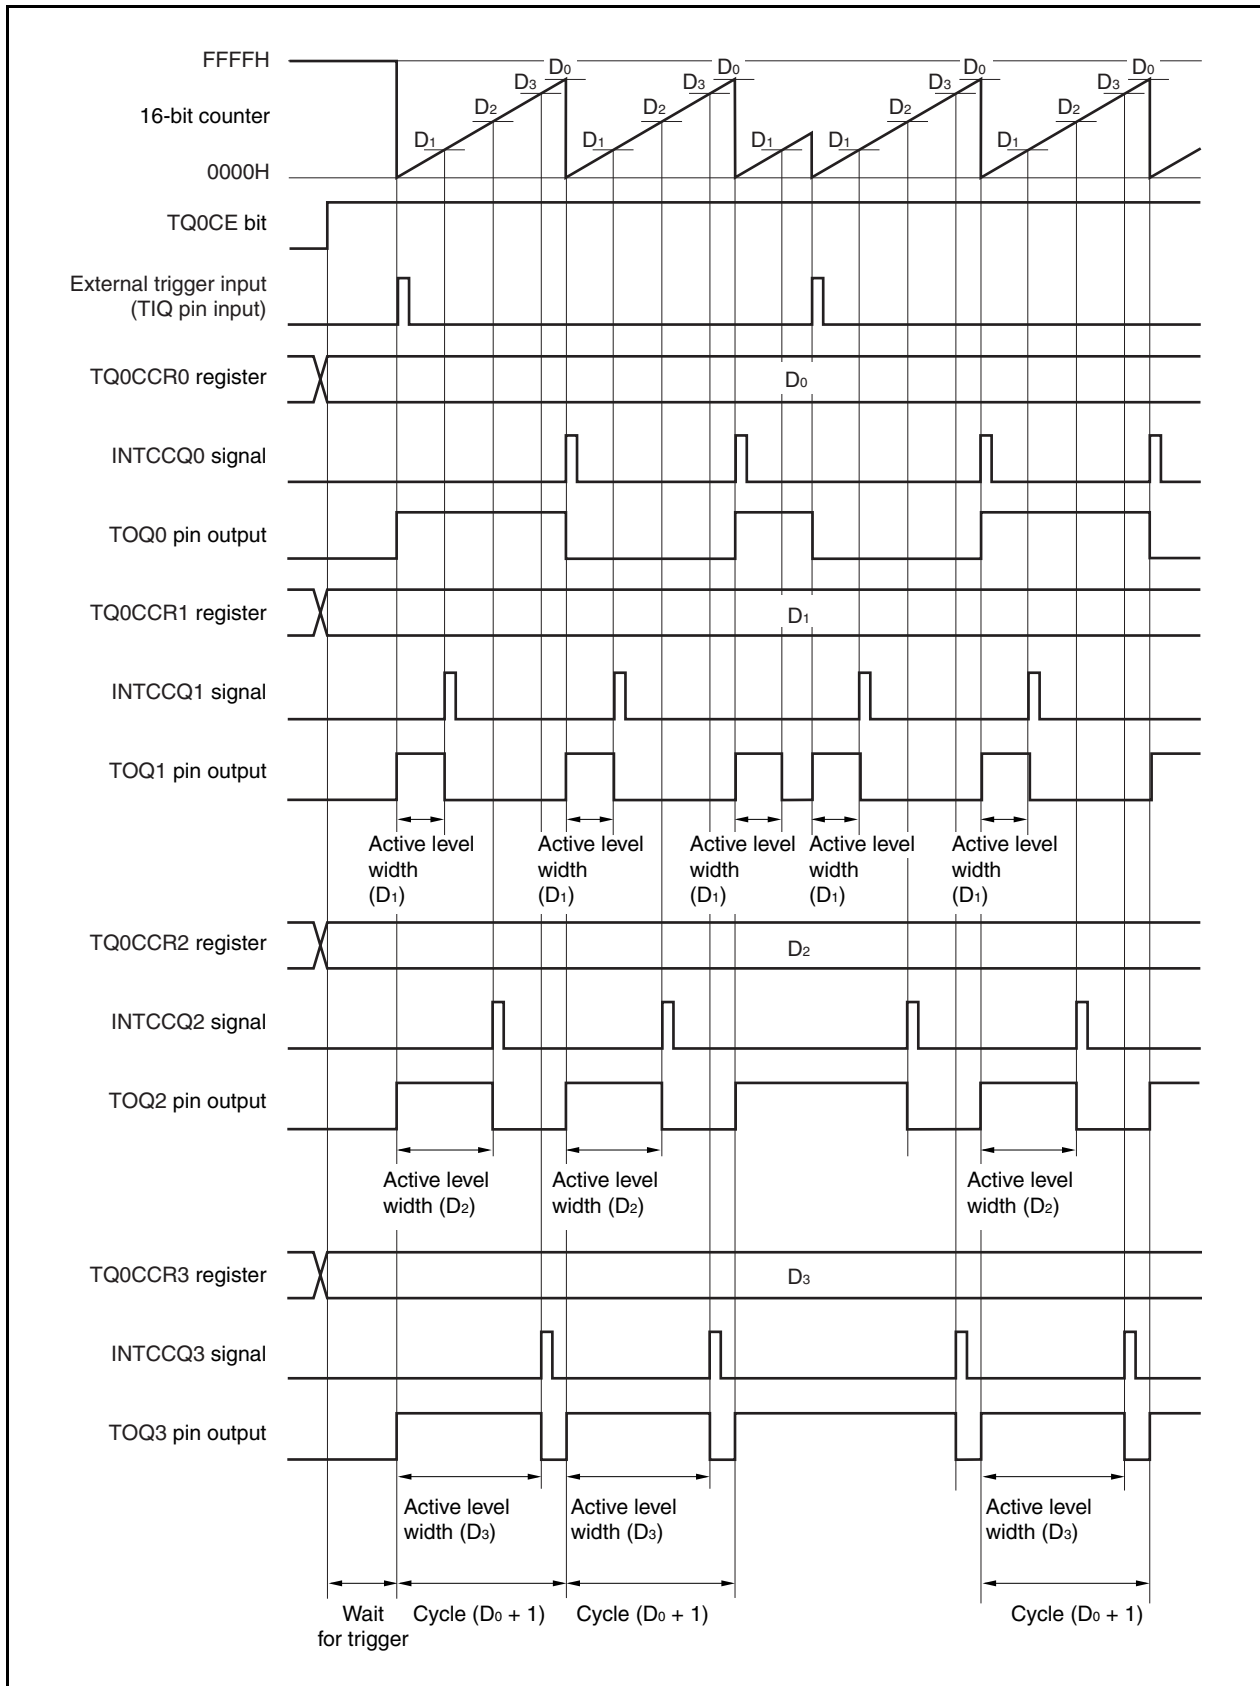 FFFFH
D0 D0 D0 D0
D3 D3 D3 D3
16-bit counter
D2 D2 D2 D2
D1 D1 D1 D1 D1
0000H
TQ0CE bit
External trigger input
(TIQ pin input)
TQ0CCR0 register
D0
INTCCQ0 signal
TOQ0 pin output
TQ0CCR1 register
D1
INTCCQ1 signal
TOQ1 pin output
Active level
width
(D1)
Active level
width
(D1)
Active level
width
(D1)
Active level
width
(D1)
Active level
width
(D1)
TQ0CCR2 register
D2
INTCCQ2 signal
TOQ2 pin output
Active level
width (D2)
Active level
width (D2)
Active level
width (D2)
TQ0CCR3 register
D3
INTCCQ3 signal
TOQ3 pin output
Active level
width (D3)
Active level
width (D3)
Active level
width (D3)
Wait
for trigger
Cycle (D0 + 1)
Cycle (D0 + 1)
Cycle (D0 + 1)